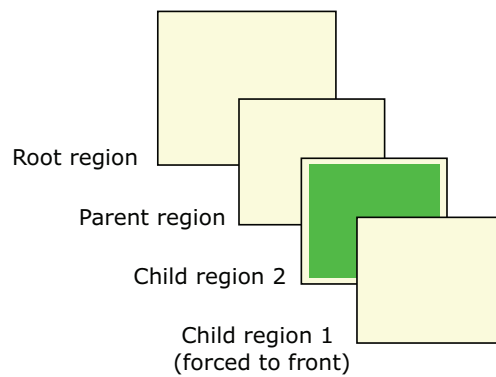 Root region
Parent region
Child region 2
Child region 1
(forced to front)